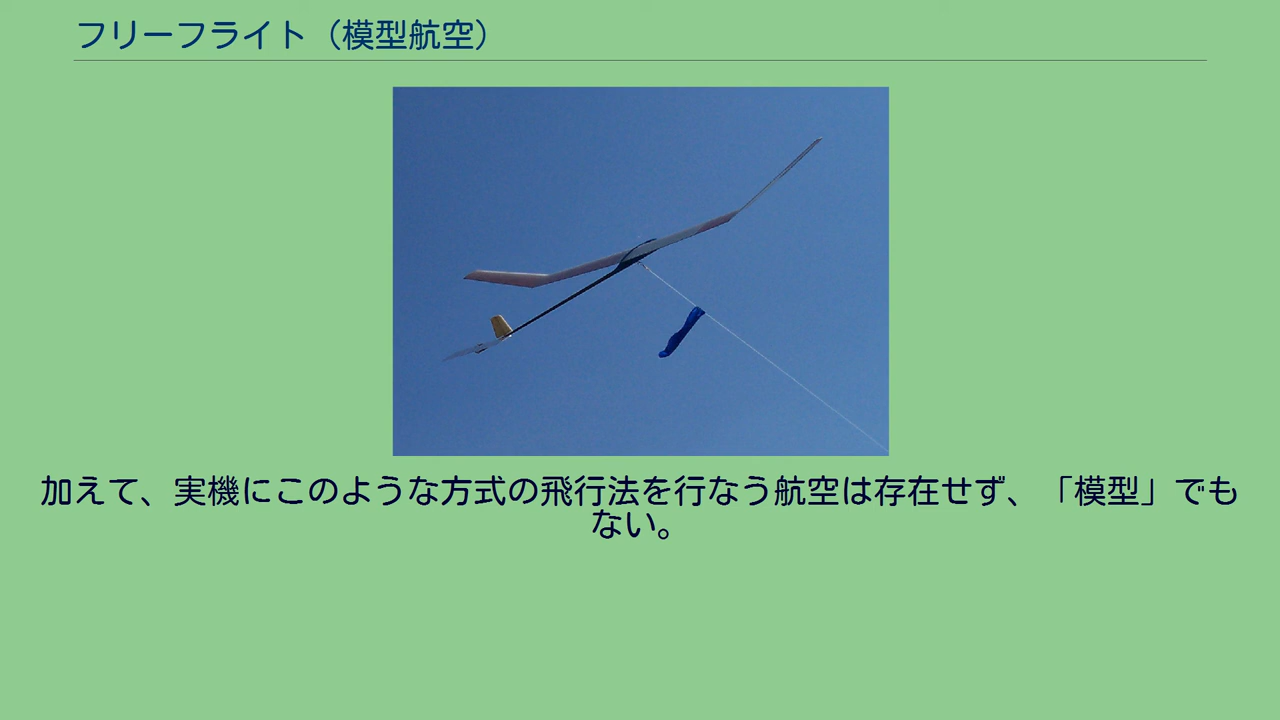 フリーフライト（模型航空）
加えて、実機にこのような方式の飛行法を行なう航空は存在せず、「模型」でも
ない。